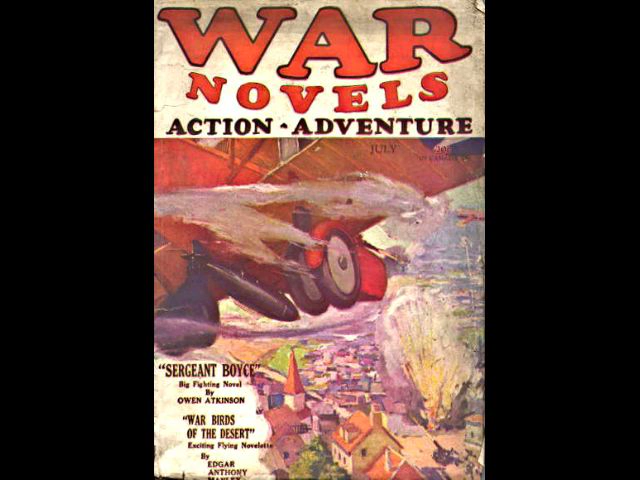 WAR
NOVELS
ACTION - ADVENTURE
JULY
"SERGEANT BOYCE"
Big Fighting Novel
By
OWEN ATKINSON
"WAR BIRDS
OF THE DESERT"
Exciting Flying Novelette
By
EDGAR
ANTHONY